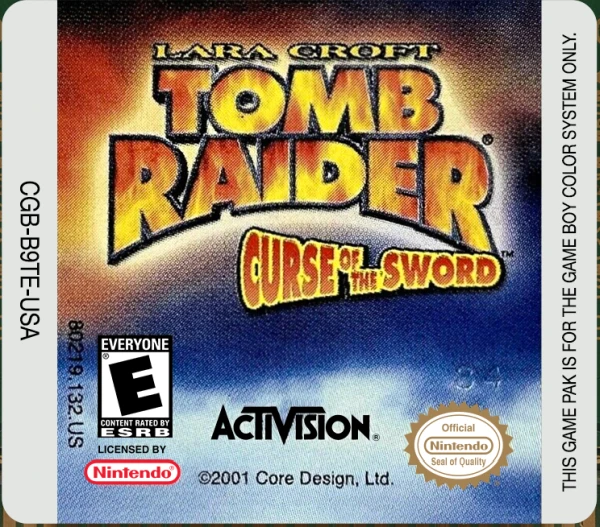 LARA CROFT
TOMB
RAIDER®
CURSE OF THE SWORD™
CGB-B9TE-USA
80219.132.US
EVERYONE
E®
CONTENT RATED BY
ESRB
LICENSED BY
Nintendo®
ACTIVISION®
©2001 Core Design, Ltd.
84
Official
Nintendo®
Seal of Quality
THIS GAME PAK IS FOR THE GAME BOY COLOR SYSTEM ONLY.